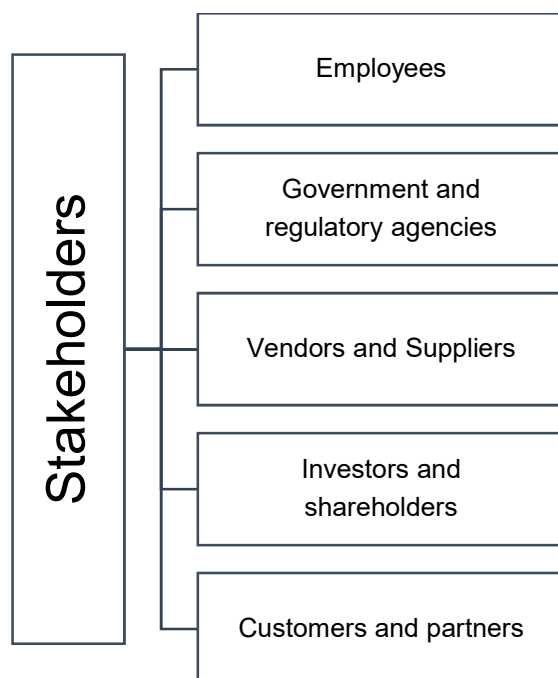 Stakeholders
Employees
Government and
regulatory agencies
Vendors and Suppliers
Investors and
shareholders
Customers and partners